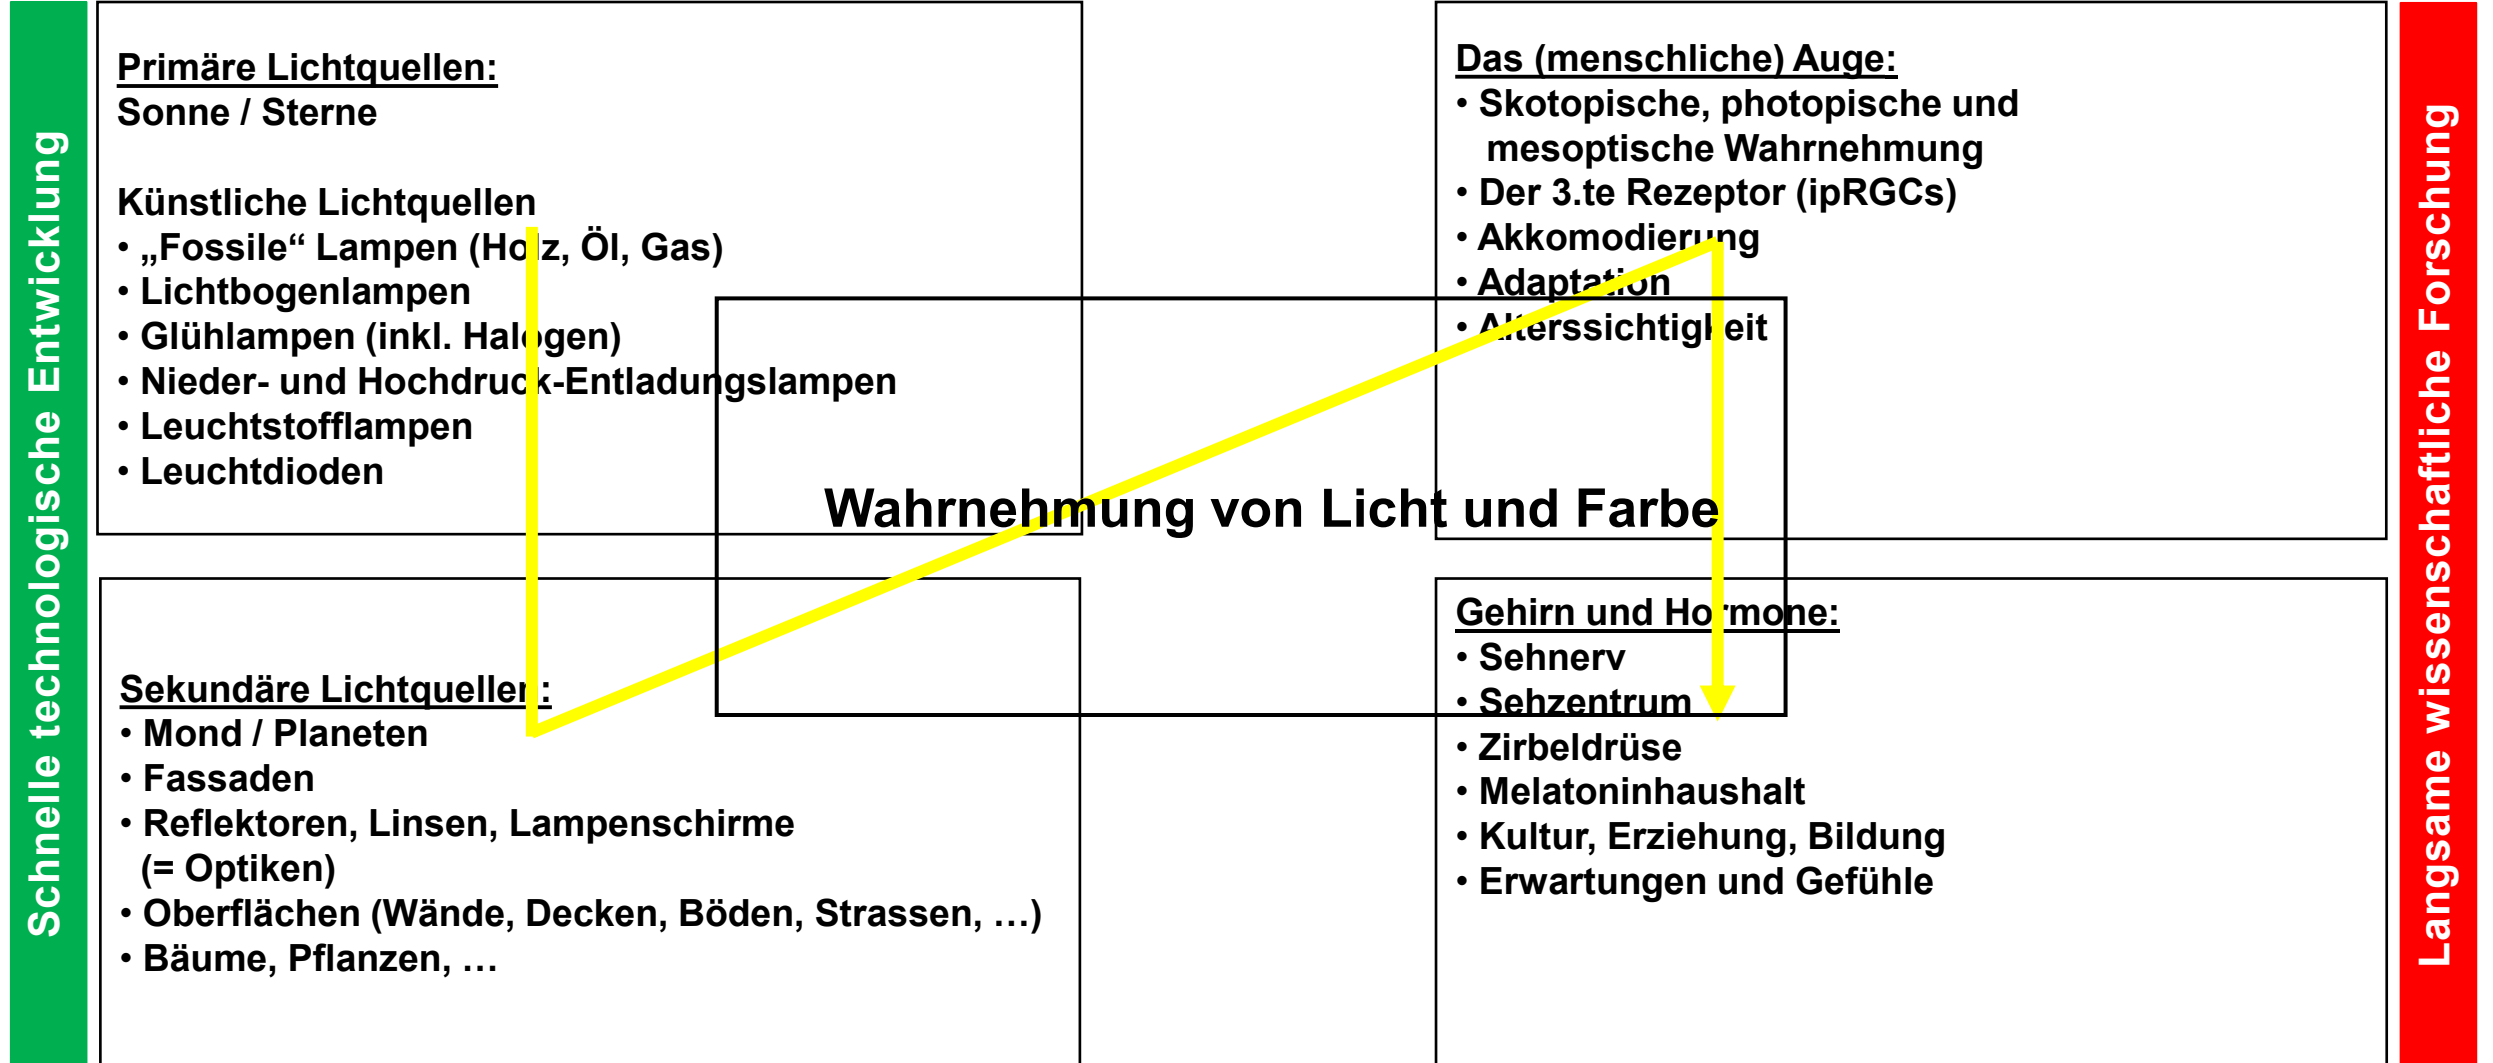 Schnelle technologische Entwicklung
Primäre Lichtquellen:
Sonne / Sterne
Künstliche Lichtquellen
• „Fossile“ Lampen (Holz, Öl, Gas)
• Lichtbogenlampen
• Glühlampen (inkl. Halogen)
• Nieder- und Hochdruck-Entladungslampen
• Leuchtstofflampen
• Leuchtdioden
Das (menschliche) Auge:
• Skotopische, photopische und
mesoptische Wahrnehmung
• Der 3.te Rezeptor (ipRGCs)
• Akkomodierung
• Adaptation
• Alterssichtigkeit
Wahrnehmung von Licht und Farbe
Sekundäre Lichtquellen:
• Mond / Planeten
• Fassaden
• Reflektoren, Linsen, Lampenschirme
(= Optiken)
• Oberflächen (Wände, Decken, Böden, Strassen, …)
• Bäume, Pflanzen, …
Gehirn und Hormone:
• Sehnerv
• Sehzentrum
• Zirbeldrüse
• Melatoninhaushalt
• Kultur, Erziehung, Bildung
• Erwartungen und Gefühle
Langsame wissenschaftliche Forschung